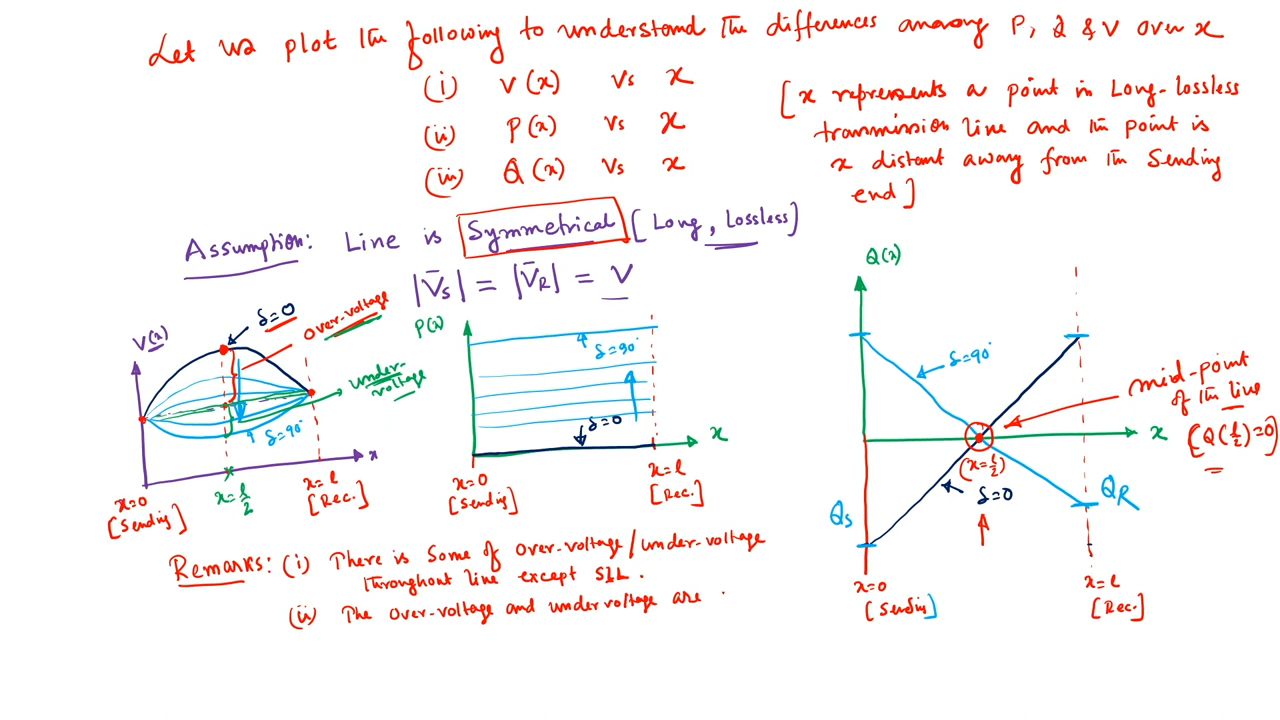 Let us plot the following to understand the differences among P, Q & V over x
(i) V(x) vs x
(ii) P(x) vs x
(iii) Q(x) vs x
[x represents a point in Long-lossless
transmission line and the point is
x distant away from the Sending
end]
Assumption: Line is Symmetrical [Long, Lossless]
|V̄s| = |V̄R| = V
V(x)
δ=0
over-voltage
under-
voltage
δ=90°
x
x=0
[Sending]
x=l/2
x=l
[Rec.]
P(x)
δ=90°
δ=0
x
x=0
[Sending]
x=l
[Rec.]
Q(x)
δ=90°
mid-point
of the line
(Q(l/2)=0)
x
(x=l/2)
δ=0
Qs
QR
x=0
[Sending]
x=l
[Rec.]
Remarks: (i) There is Some of over-voltage/under-voltage
throughout line except SIL.
(ii) The over-voltage and undervoltage are